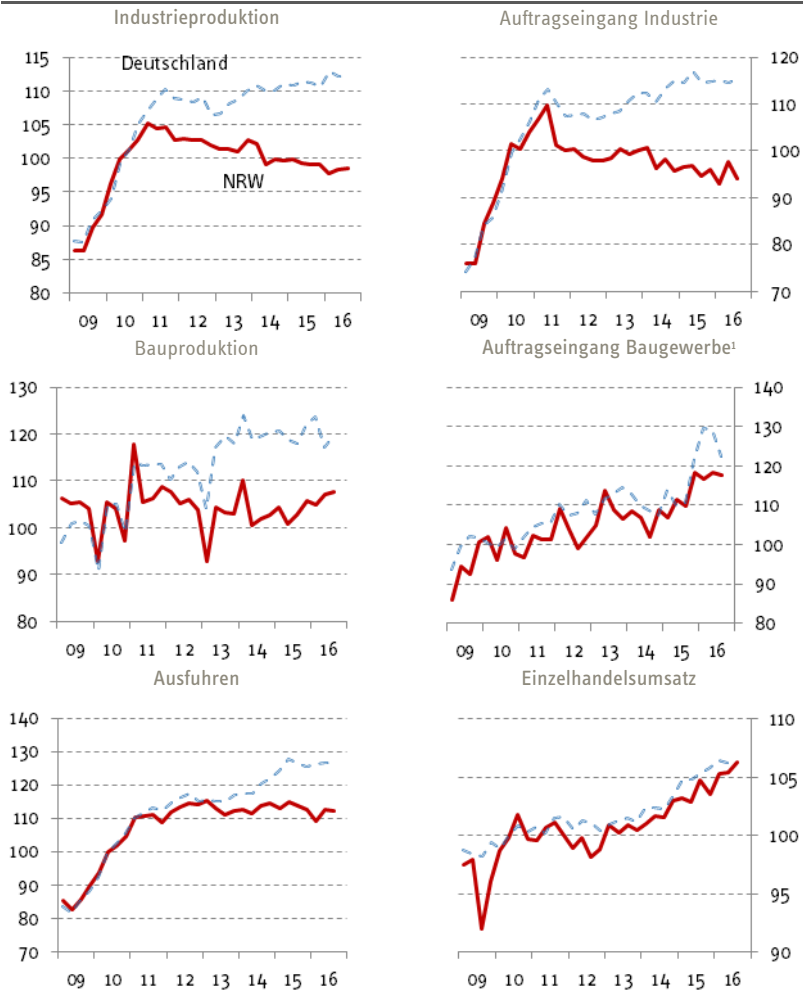 Industrieproduktion
115
110
105
100
95
90
85
80
Deutschland
NRW
09 10 11 12 13 14 15 16
Auftragseingang Industrie
120
110
100
90
80
70
09 10 11 12 13 14 15 16
Bauproduktion
130
120
110
100
90
80
09 10 11 12 13 14 15 16
Auftragseingang Baugewerbe¹
140
130
120
110
100
90
80
09 10 11 12 13 14 15 16
Ausfuhren
140
130
120
110
100
90
80
70
09 10 11 12 13 14 15 16
Einzelhandelsumsatz
110
105
100
95
90
09 10 11 12 13 14 15 16